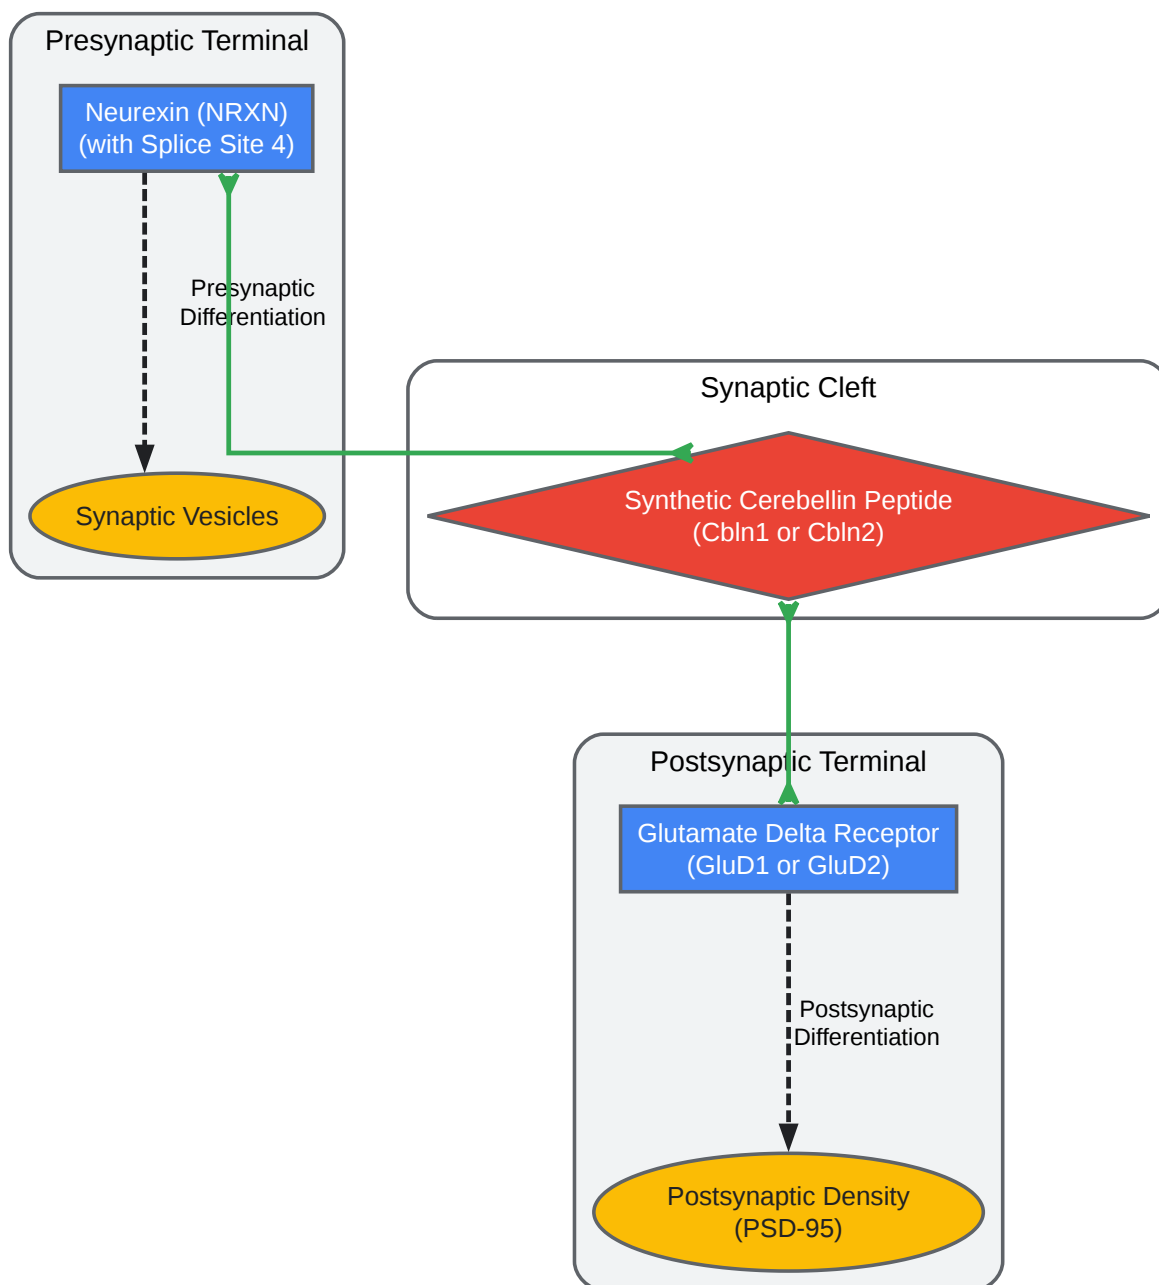 Presynaptic Terminal
Neurexin (NRXN)
(with Splice Site 4)
Presynaptic
Differentiation
Synaptic Vesicles
Synaptic Cleft
Synthetic Cerebellin Peptide
(Cbln1 or Cbln2)
Postsynaptic Terminal
Glutamate Delta Receptor
(GluD1 or GluD2)
Postsynaptic
Differentiation
Postsynaptic Density
(PSD-95)